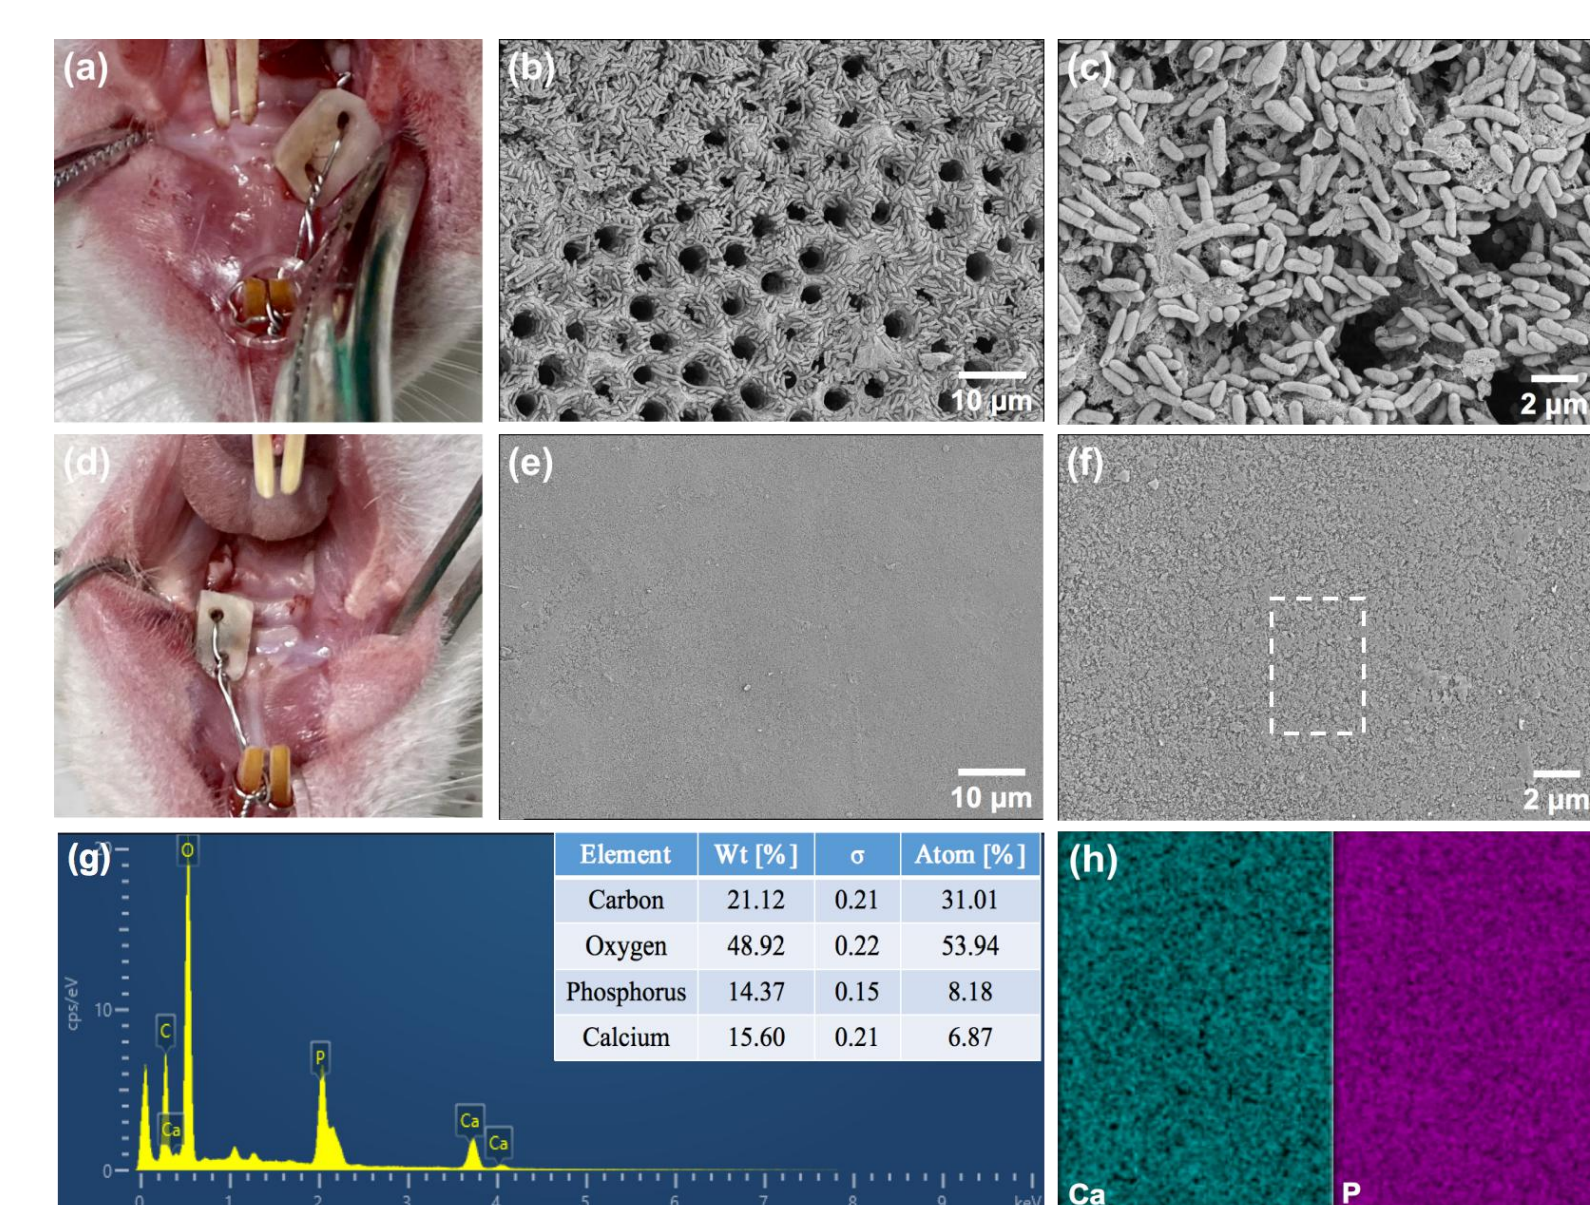 (a)
(b)
10 μm
(c)
2 μm
(d)
(e)
10 μm
(f)
2 μm
(g)
Element Wt [%] σ Atom [%]
Carbon 21.12 0.21 31.01
Oxygen 48.92 0.22 53.94
Phosphorus 14.37 0.15 8.18
Calcium 15.60 0.21 6.87
O
C
Ca
P
Ca
Ca
cps/eV
10
0
0 1 2 3 4 5 6 7 8 9 keV
(h)
Ca
P